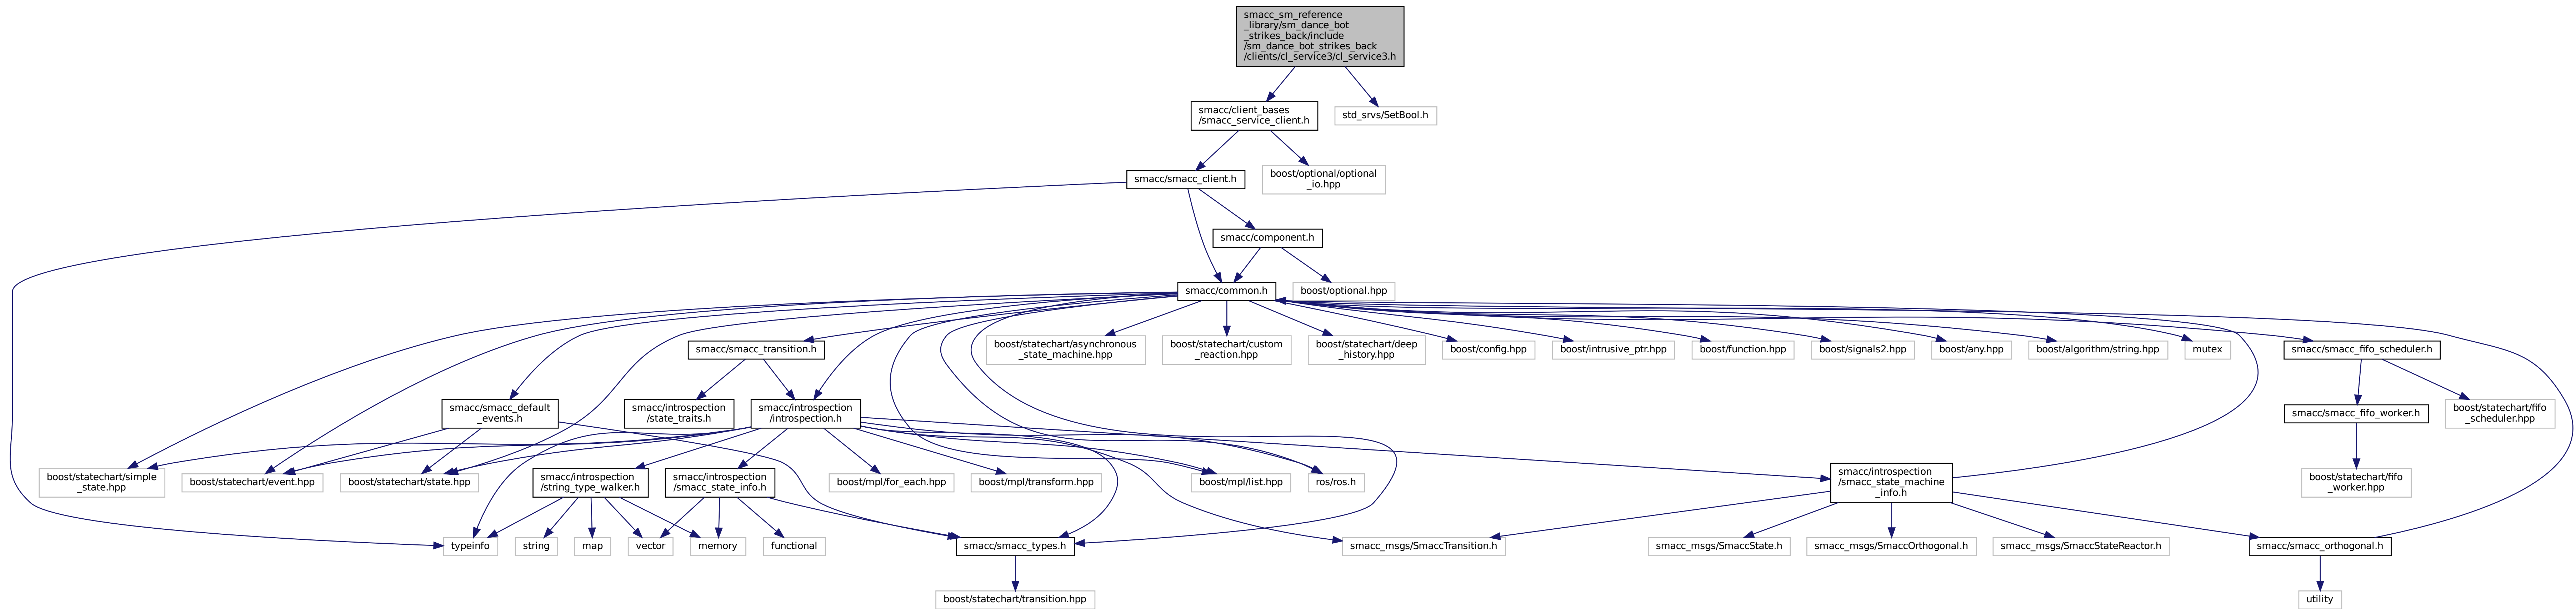 smacc_sm_reference
_library/sm_dance_bot
_strikes_back/include
/sm_dance_bot_strikes_back
/clients/cl_service3/cl_service3.h
smacc/client_bases
/smacc_service_client.h
std_srvs/SetBool.h
smacc/smacc_client.h
boost/optional/optional
_io.hpp
smacc/component.h
smacc/common.h
boost/optional.hpp
smacc/smacc_transition.h
boost/statechart/asynchronous
_state_machine.hpp
boost/statechart/custom
_reaction.hpp
boost/statechart/deep
_history.hpp
boost/config.hpp
boost/intrusive_ptr.hpp
boost/function.hpp
boost/signals2.hpp
boost/any.hpp
boost/algorithm/string.hpp
mutex
smacc/smacc_fifo_scheduler.h
smacc/smacc_default
_events.h
smacc/introspection
/state_traits.h
smacc/introspection
/introspection.h
smacc/smacc_fifo_worker.h
boost/statechart/fifo
_scheduler.hpp
boost/statechart/simple
_state.hpp
boost/statechart/event.hpp
boost/statechart/state.hpp
smacc/introspection
/string_type_walker.h
smacc/introspection
/smacc_state_info.h
boost/mpl/for_each.hpp
boost/mpl/transform.hpp
boost/mpl/list.hpp
ros/ros.h
smacc/introspection
/smacc_state_machine
_info.h
boost/statechart/fifo
_worker.hpp
typeinfo
string
map
vector
memory
functional
smacc/smacc_types.h
smacc_msgs/SmaccTransition.h
smacc_msgs/SmaccState.h
smacc_msgs/SmaccOrthogonal.h
smacc_msgs/SmaccStateReactor.h
smacc/smacc_orthogonal.h
boost/statechart/transition.hpp
utility